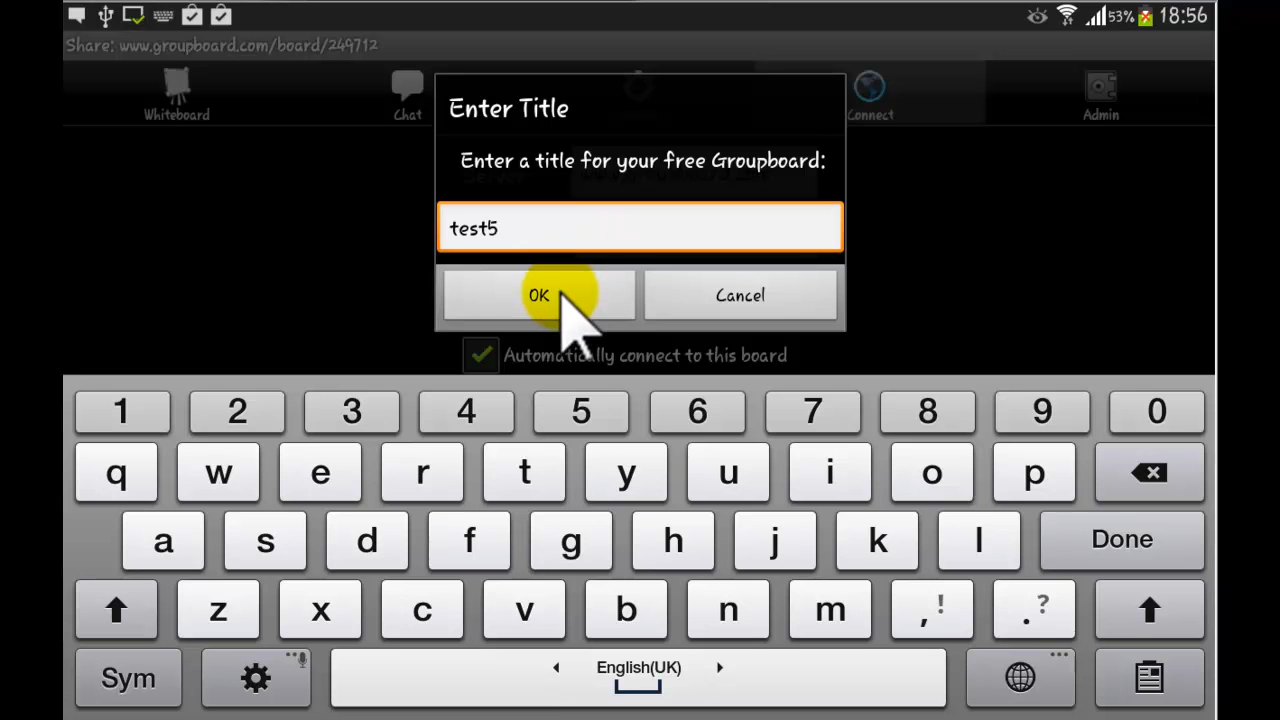 53% 18:56
Share: www.groupboard.com/board/249712
Whiteboard Chat Connect Admin
Enter Title
Enter a title for your free Groupboard:
test5
OK Cancel
Automatically connect to this board
1 2 3 4 5 6 7 8 9 0
q w e r t y u i o p
a s d f g h j k l Done
z x c v b n m , ! . ?
Sym English(UK)